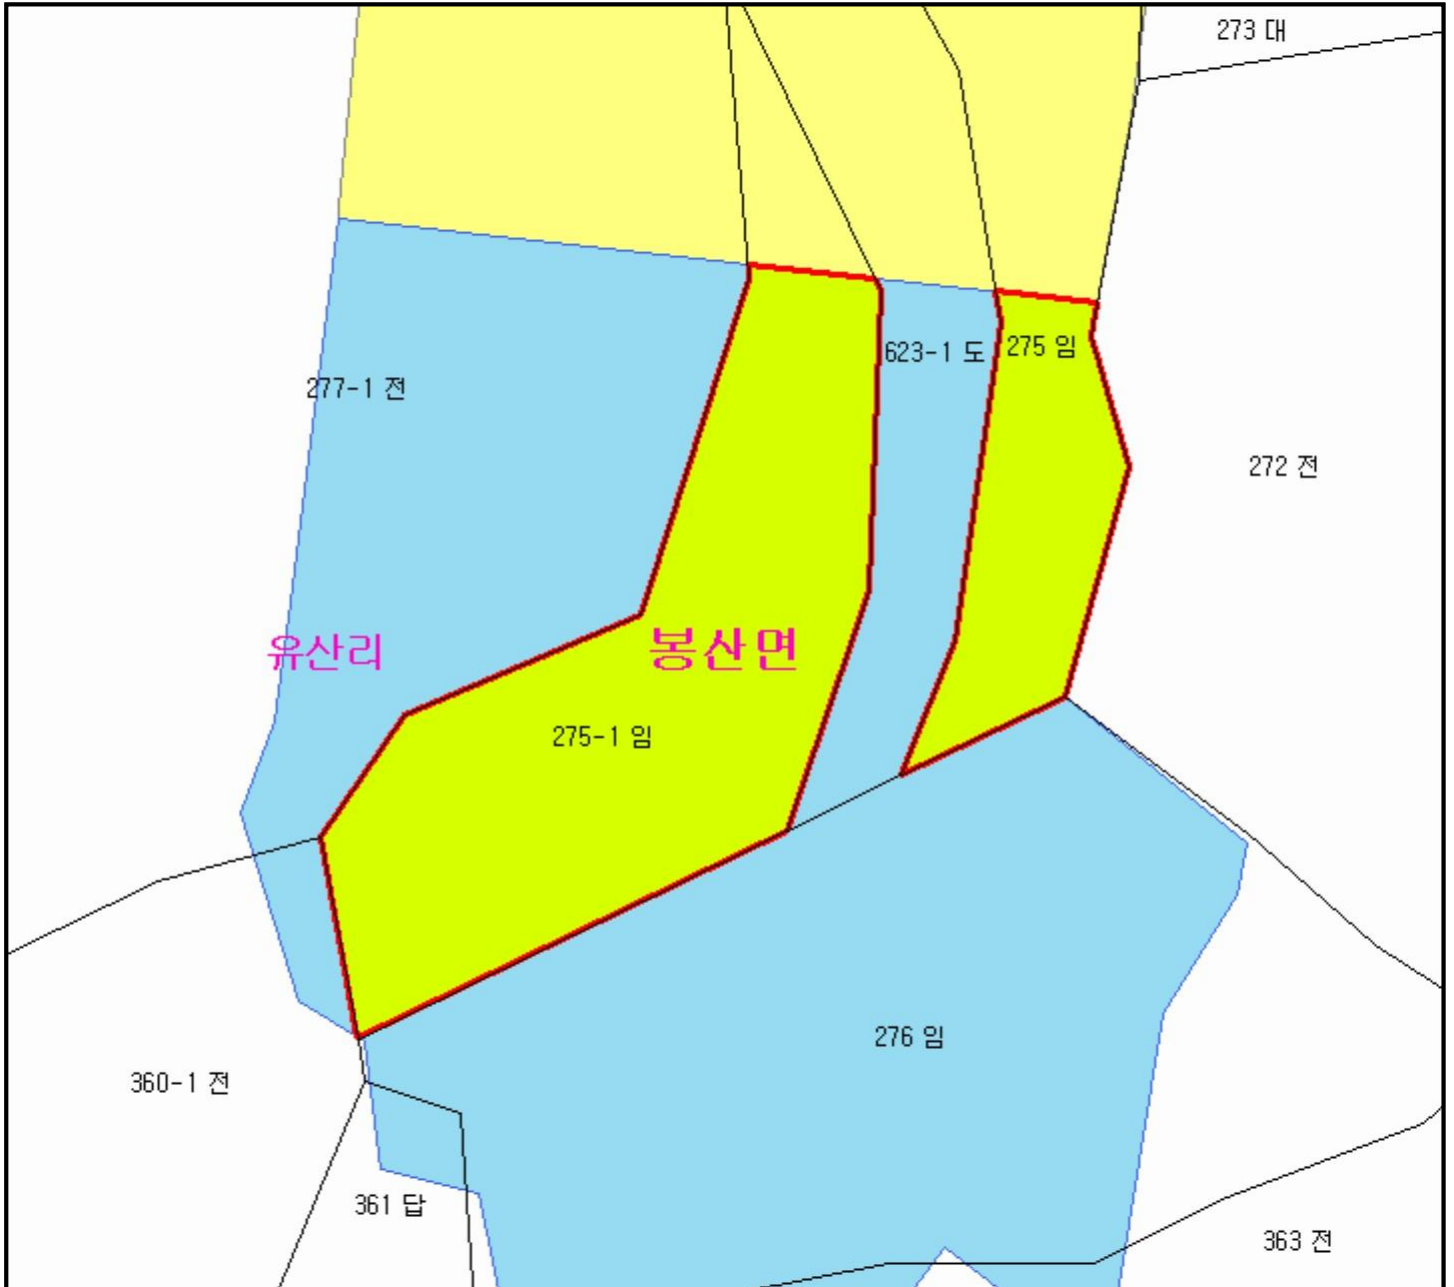 273 대
623-1 도
275 임
277-1 전
272 전
유산리
봉산면
275-1 임
276 임
360-1 전
361 답
363 전